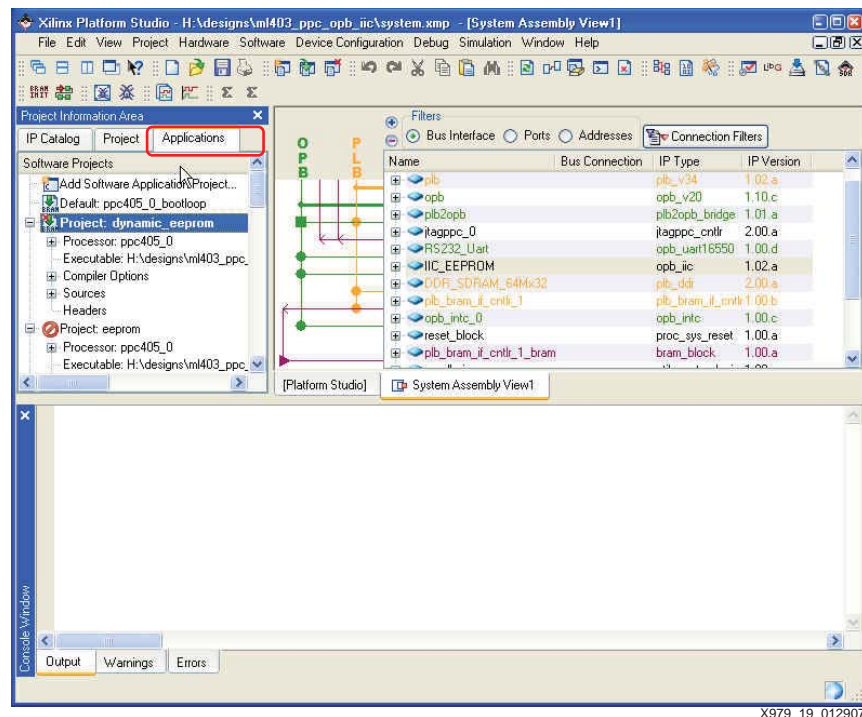 Xilinx Platform Studio - H:\designs\ml403_ppc_opb_iic\system.xmp - [System Assembly View1]
File Edit View Project Hardware Software Device Configuration Debug Simulation Window Help
Project Information Area
IP Catalog Project Applications
Software Projects
Add Software Application Project...
Default: ppc405_0_bootloop
Project: dynamic_eeprom
Processor: ppc405_0
Executable: H:\designs\ml403_ppc_
Compiler Options
Sources
Headers
Project: eeprom
Processor: ppc405_0
Executable: H:\designs\ml403_ppc_
OPB
PLB
Filters
Bus Interface Ports Addresses Connection Filters
Name Bus Connection IP Type IP Version
plb plb_v34 1.02.a
opb opb_v20 1.10.c
plb2opb plb2opb_bridge 1.01.a
jtagppc_0 jtagppc_cntlr 2.00.a
RS232_Uart opb_uart16550 1.00.d
IIC_EEPROM opb_iic 1.02.a
DDR_SDRAM_64Mx32 plb_ddr 2.00.a
plb_bram_if_cntlr_1 plb_bram_if_cntlr 1.00.b
opb_intc_0 opb_intc 1.00.c
reset_block proc_sys_reset 1.00.a
plb_bram_if_cntlr_1_bram bram_block 1.00.a
[Platform Studio] System Assembly View1
Console Window
Output Warnings Errors
X979_19_012907